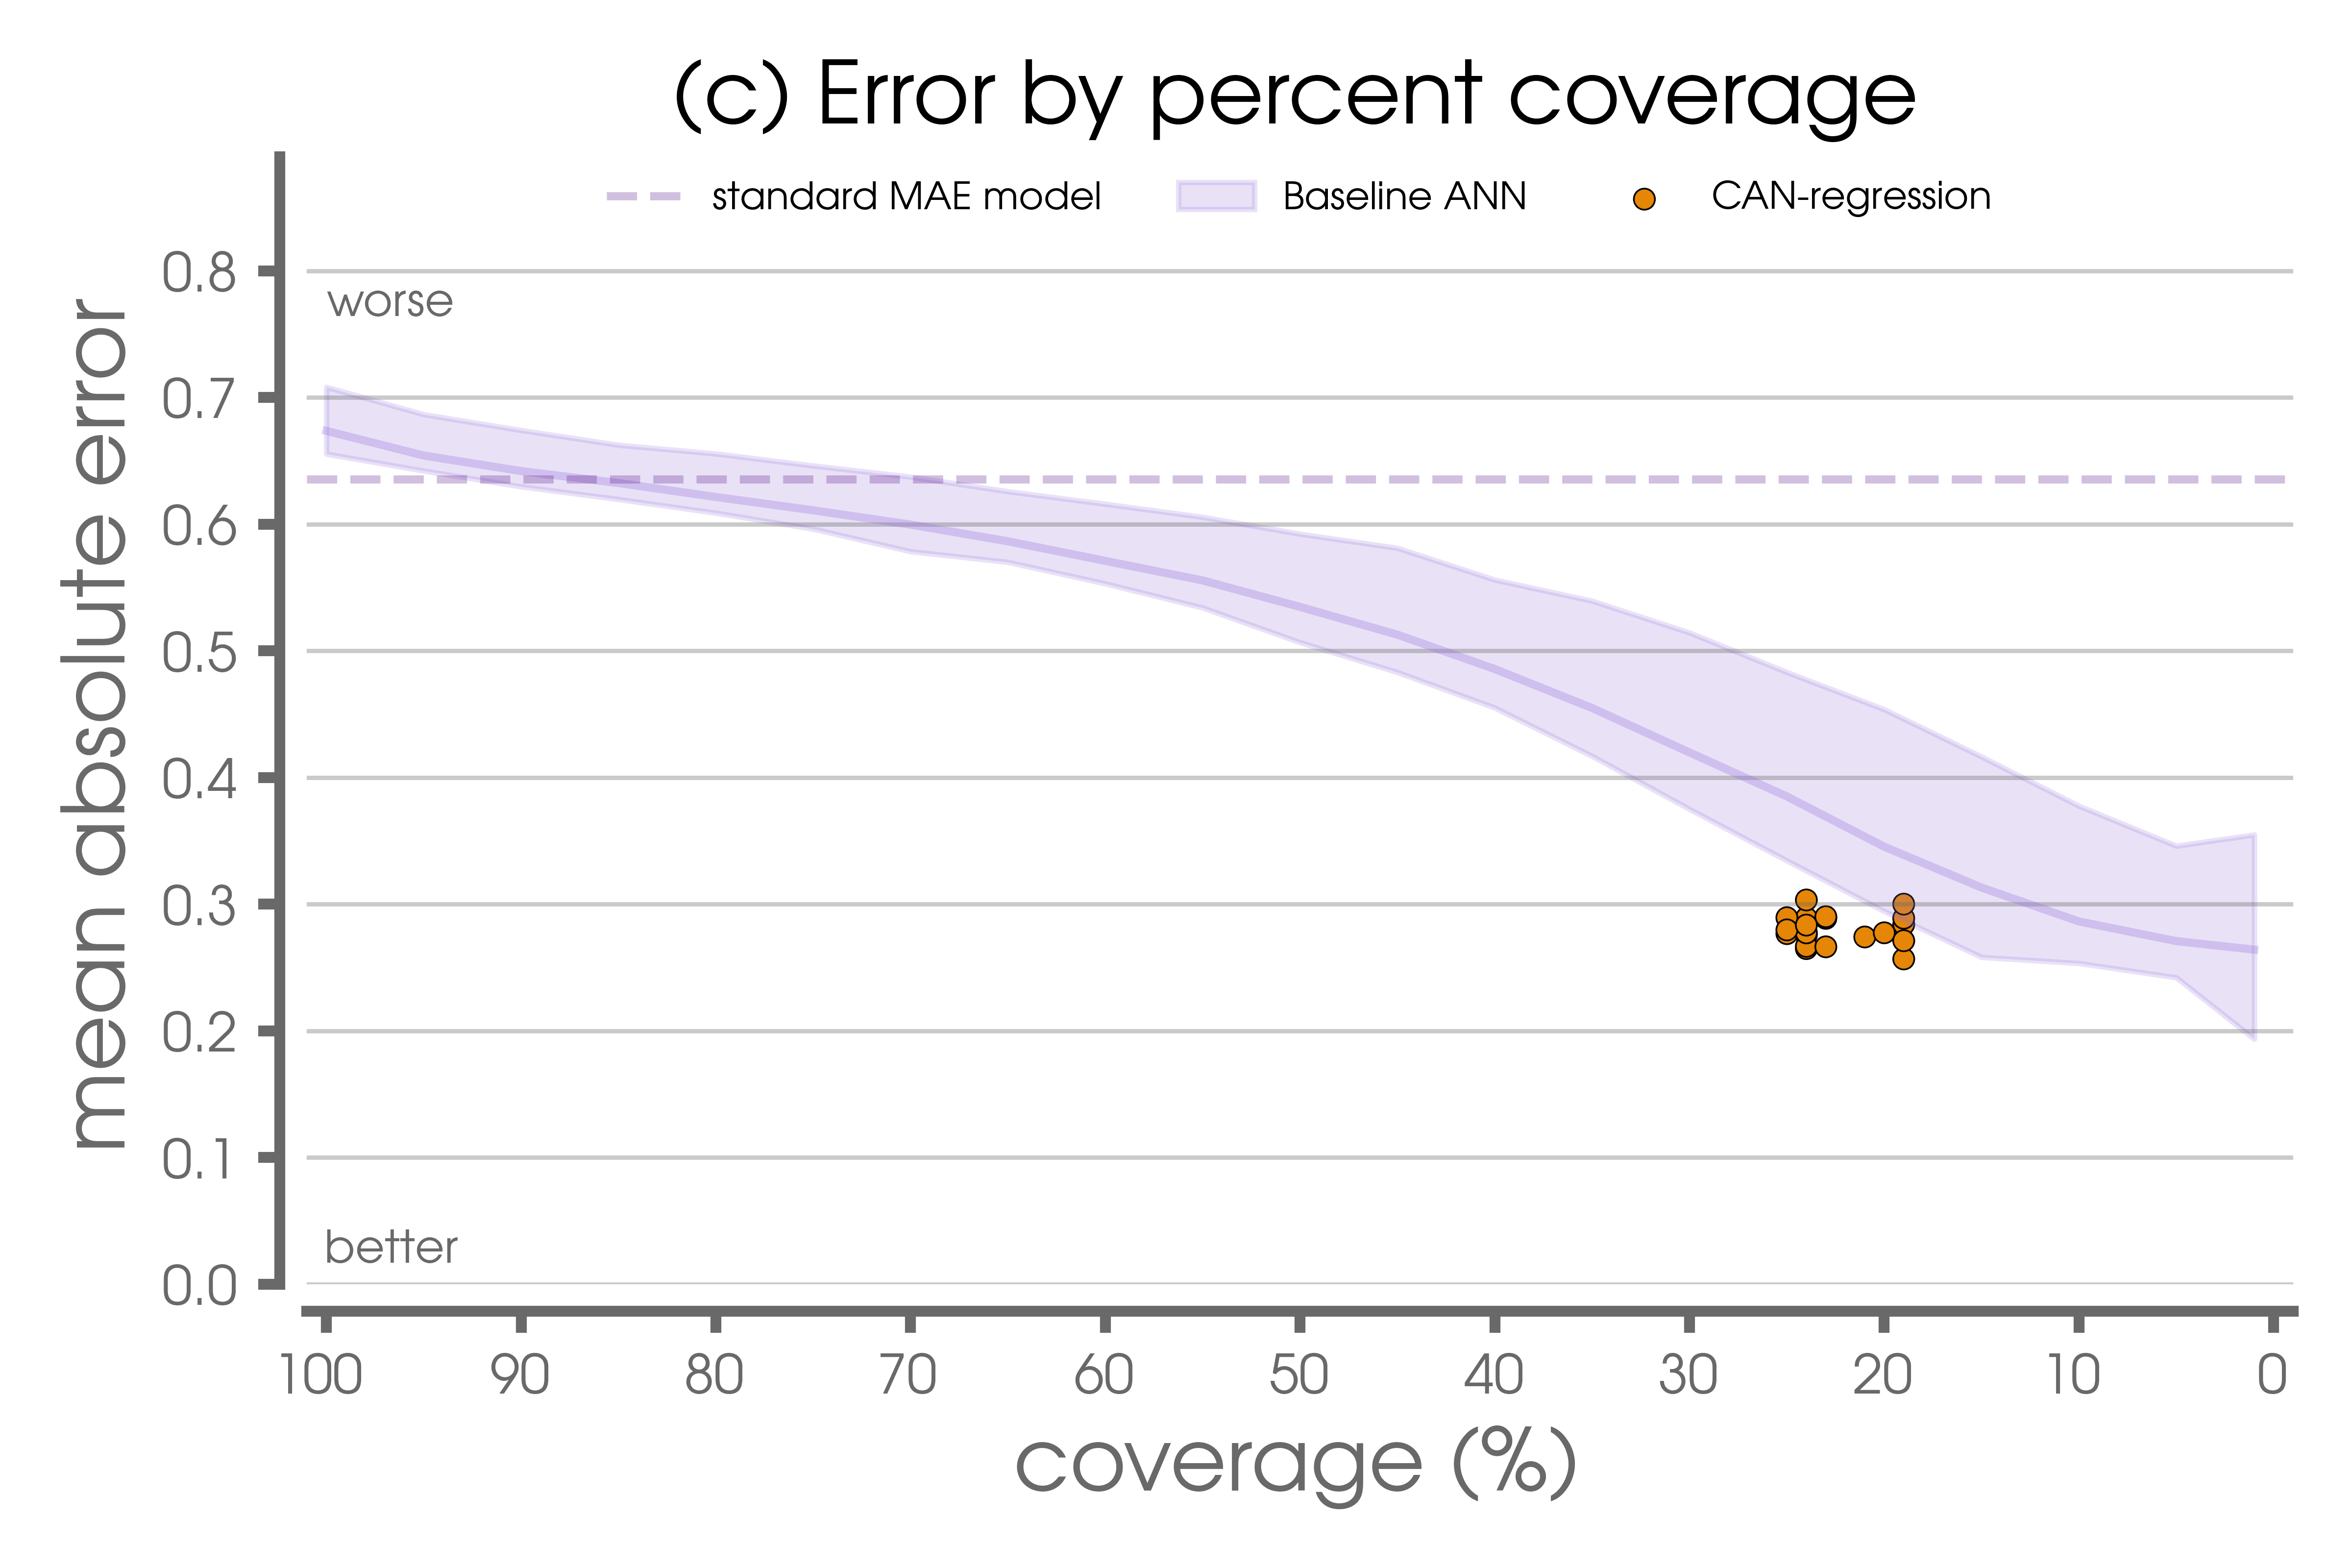 (c) Error by percent coverage
standard MAE model
Baseline ANN
CAN-regression
mean absolute error
0.8
worse
0.7
0.6
0.5
0.4
0.3
0.2
0.1
better
0.0
100 90 80 70 60 50 40 30 20 10 0
coverage (%)